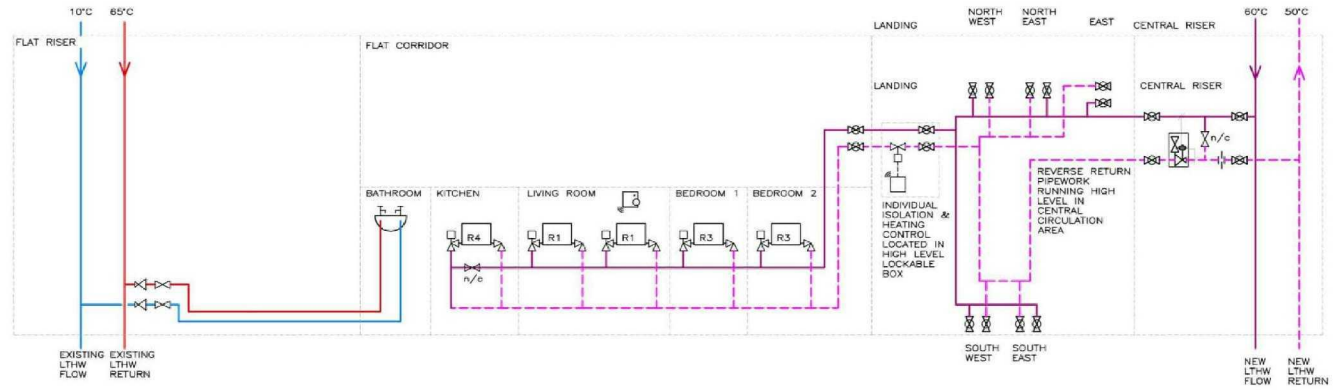 10°C
65°C
FLAT RISER
EXISTING
LTHW
FLOW
EXISTING
LTHW
RETURN
FLAT CORRIDOR
BATHROOM
KITCHEN
LIVING ROOM
BEDROOM 1
BEDROOM 2
R4
R1
R1
R3
R3
n/c
LANDING
NORTH
WEST
NORTH
EAST
EAST
LANDING
INDIVIDUAL
ISOLATION &
HEATING
CONTROL
LOCATED IN
HIGH LEVEL
LOCKABLE
BOX
SOUTH
WEST
SOUTH
EAST
REVERSE RETURN
PIPEWORK
RUNNING HIGH
LEVEL IN
CENTRAL
CIRCULATION
AREA
CENTRAL RISER
CENTRAL RISER
n/c
60°C
50°C
NEW
LTHW
FLOW
NEW
LTHW
RETURN